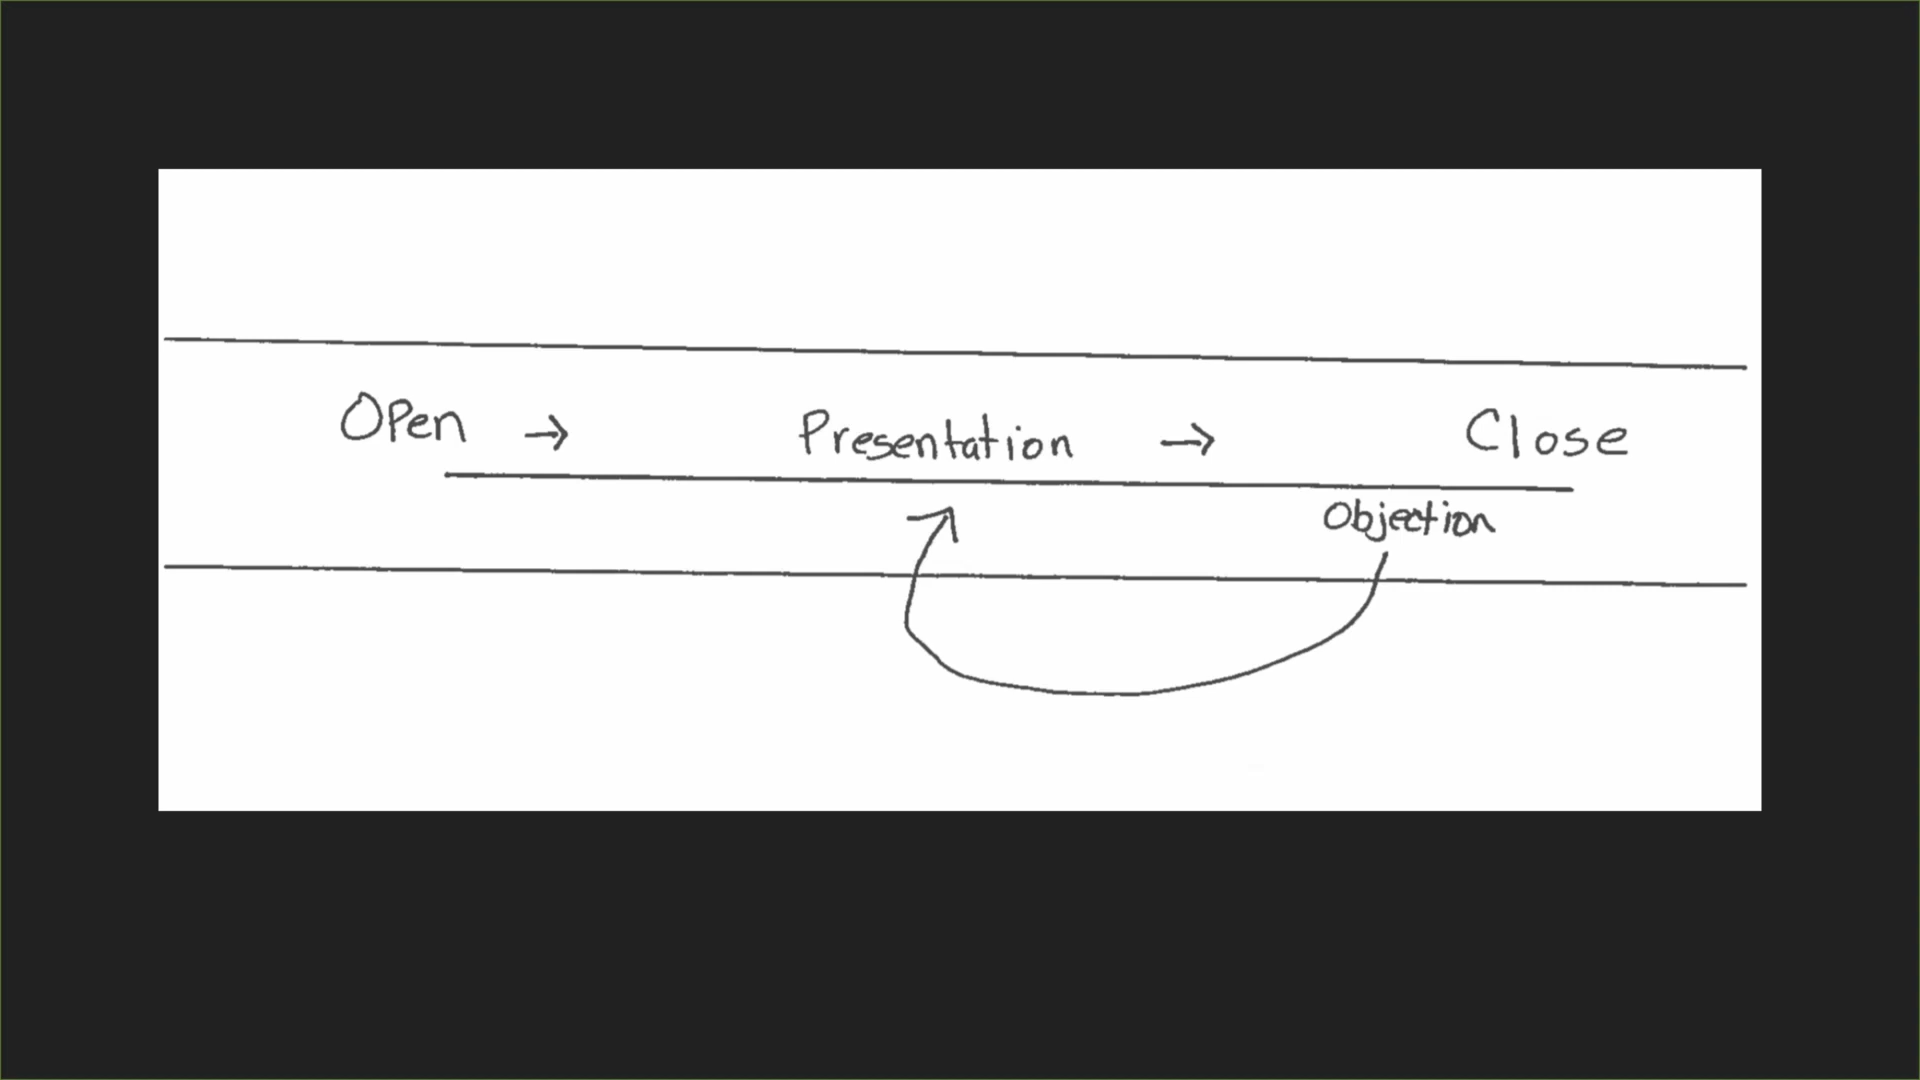 Open → Presentation → Close
Objection